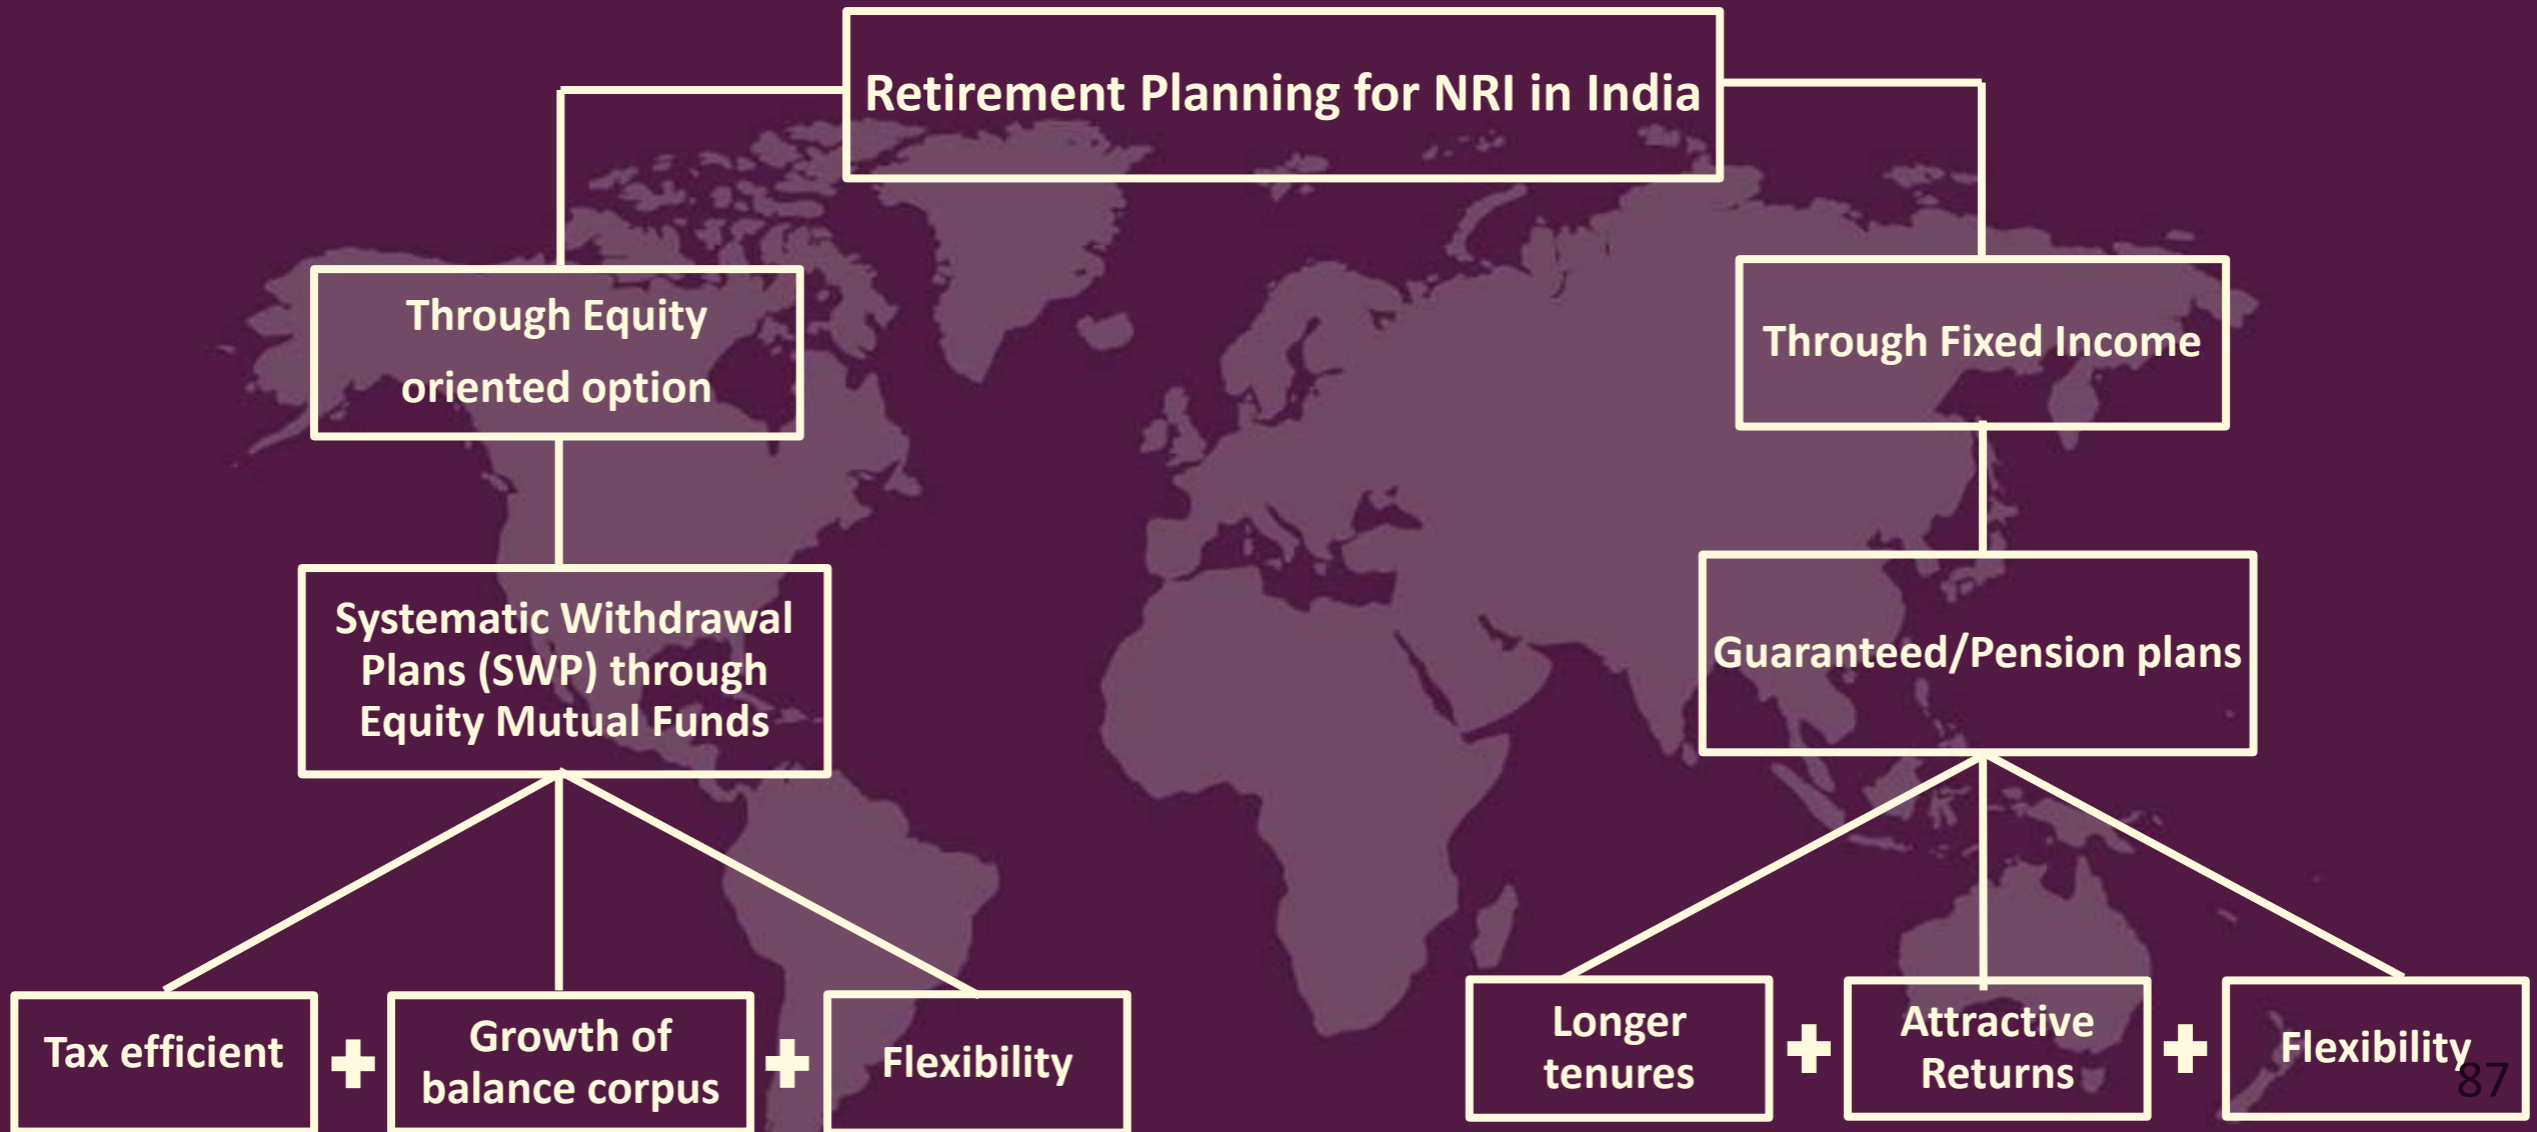 Retirement Planning for NRI in India
Through Equity
oriented option
Through Fixed Income
Systematic Withdrawal
Plans (SWP) through
Equity Mutual Funds
Guaranteed/Pension plans
Tax efficient
Growth of
balance corpus
Flexibility
Longer
tenures
Attractive
Returns
Flexibility
87